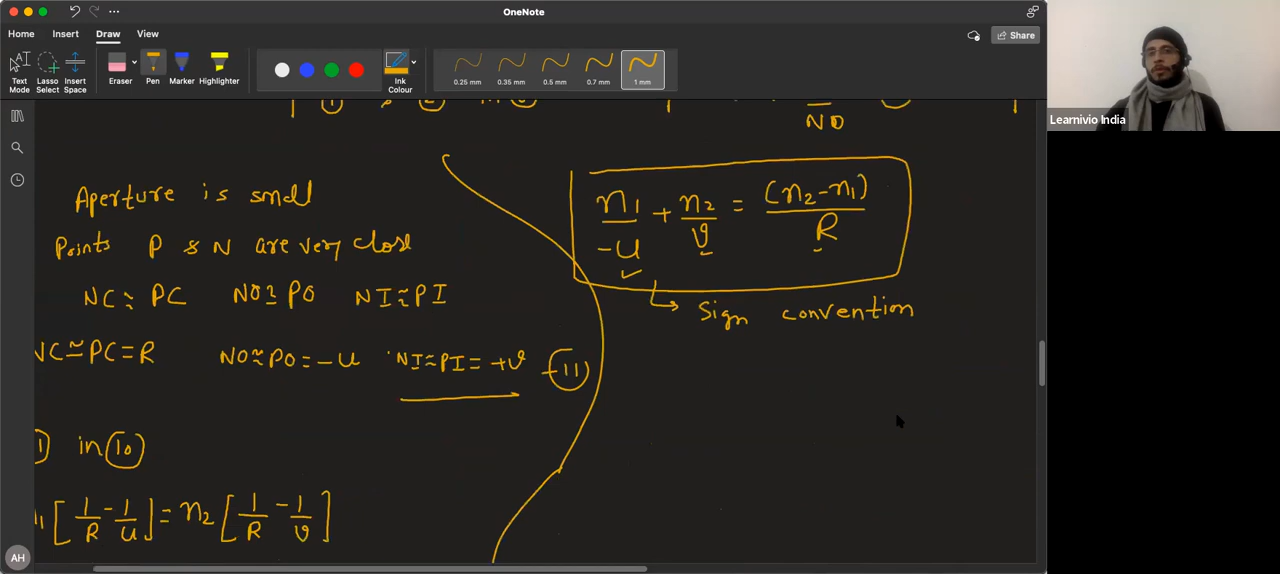 OneNote
Home Insert Draw View
Share
Text Mode
Lasso Select
Insert Space
Eraser
Pen
Marker
Highlighter
Ink Colour
0.25 mm 0.35 mm 0.5 mm 0.7 mm 1 mm
Learnivio India
NO
Aperture is small
Points P & N are very close
NC ≃ PC NO ≃ PO NI ≈ PI
NC ≅ PC = R NO ≈ PO = -u NI ≈ PI = +v -(11)
in (10)
[1/R - 1/u] = n2 [1/R - 1/v]
n1/-u + n2/v = (n2-n1)/R
↳ Sign convention
AH